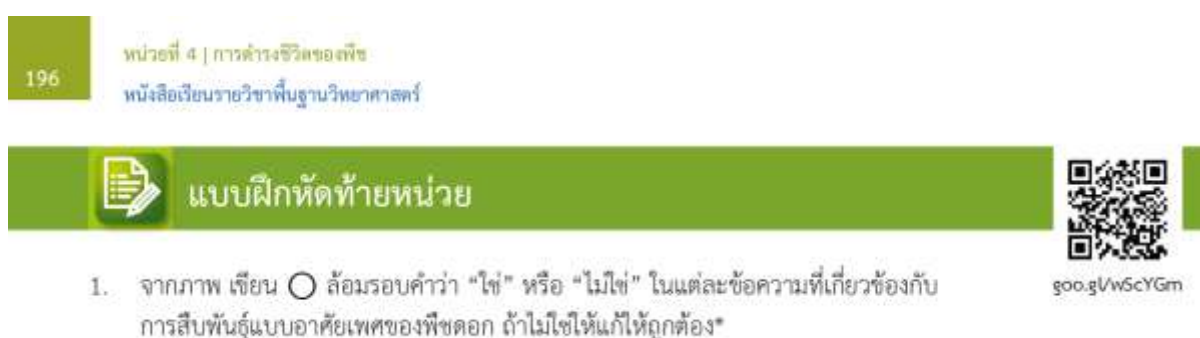 196
หน่วยที่ 4 | การดำรงชีวิตของพืช
หนังสือเรียนรายวิชาพื้นฐานวิทยาศาสตร์
แบบฝึกหัดท้ายหน่วย
goo.gl/wScYGm
1. จากภาพ เขียน ◯ ล้อมรอบคำว่า "ใช่" หรือ "ไม่ใช่" ในแต่ละข้อความที่เกี่ยวข้องกับ
การสืบพันธุ์แบบอาศัยเพศของพืชดอก ถ้าไม่ใช่ให้แก้ให้ถูกต้อง*